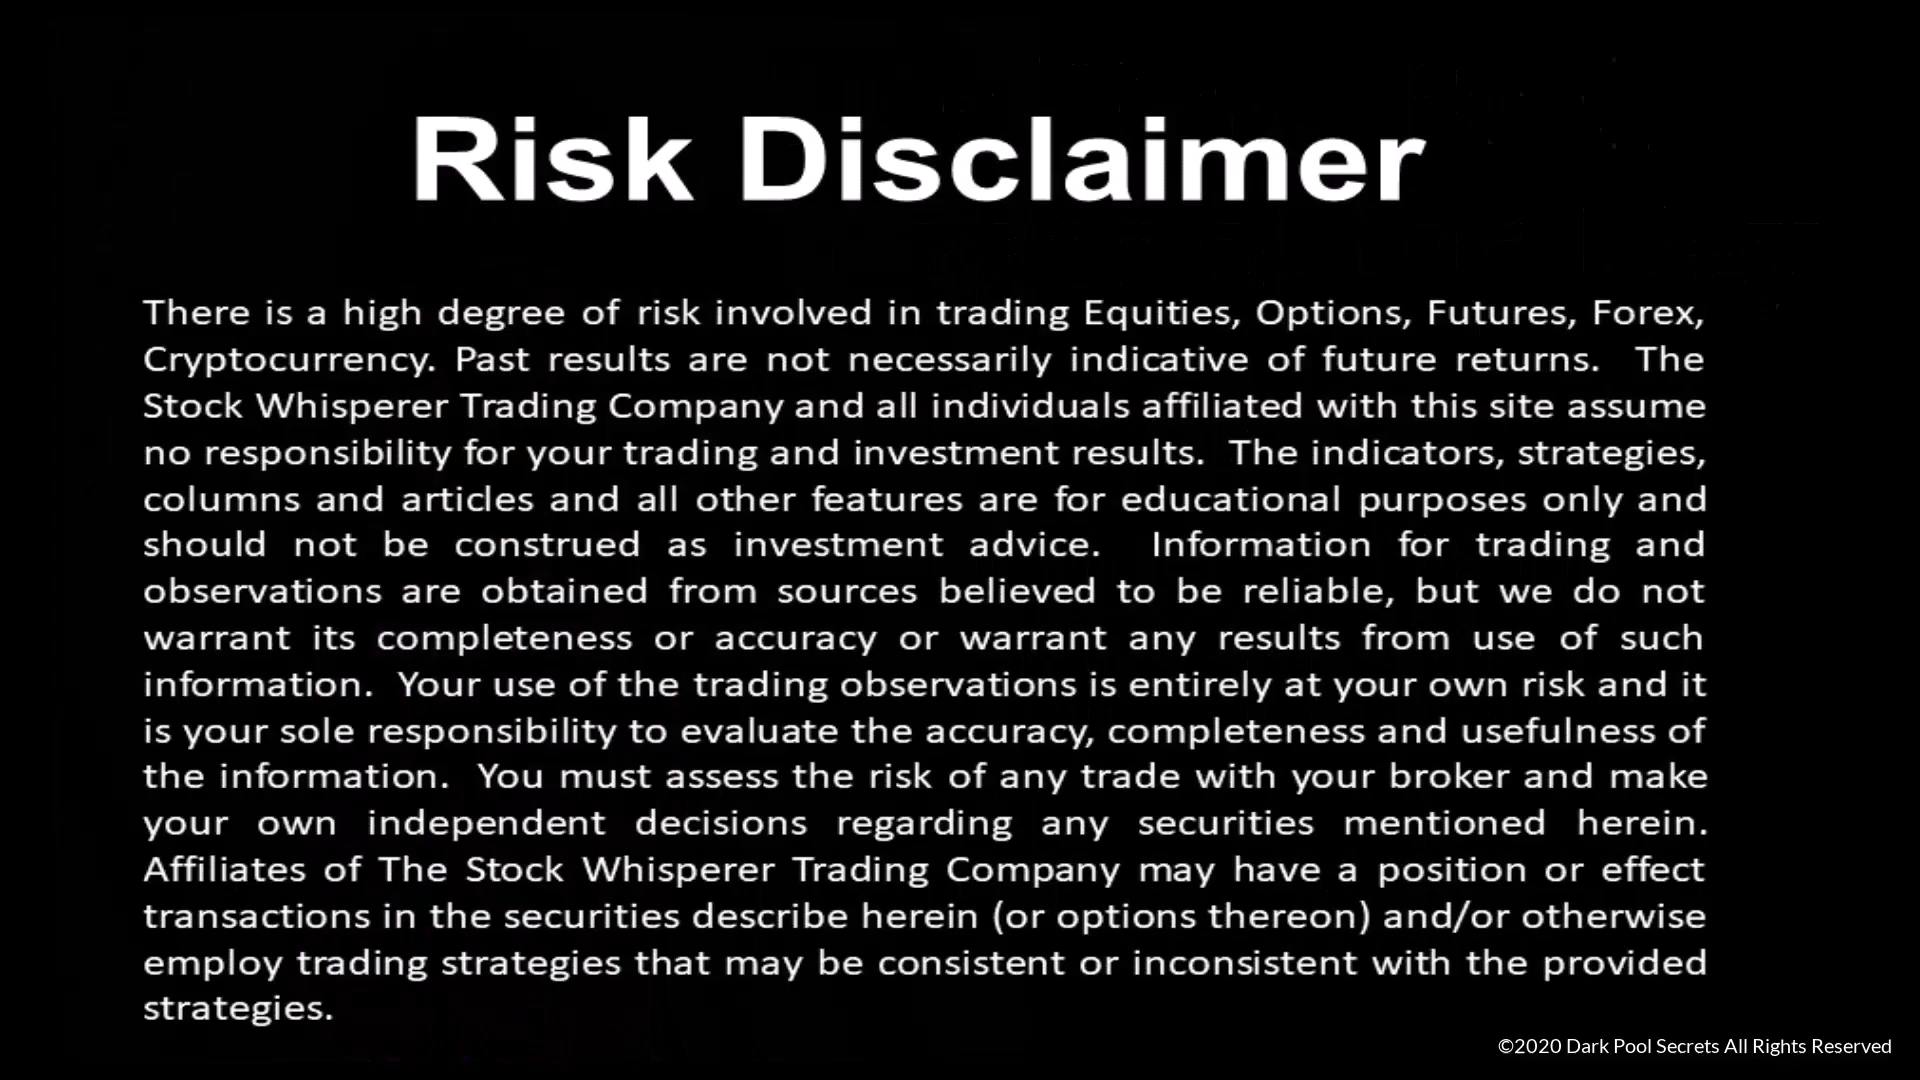 Risk Disclaimer
There is a high degree of risk involved in trading Equities, Options, Futures, Forex,
Cryptocurrency. Past results are not necessarily indicative of future returns. The
Stock Whisperer Trading Company and all individuals affiliated with this site assume
no responsibility for your trading and investment results. The indicators, strategies,
columns and articles and all other features are for educational purposes only and
should not be construed as investment advice. Information for trading and
observations are obtained from sources believed to be reliable, but we do not
warrant its completeness or accuracy or warrant any results from use of such
information. Your use of the trading observations is entirely at your own risk and it
is your sole responsibility to evaluate the accuracy, completeness and usefulness of
the information. You must assess the risk of any trade with your broker and make
your own independent decisions regarding any securities mentioned herein.
Affiliates of The Stock Whisperer Trading Company may have a position or effect
transactions in the securities describe herein (or options thereon) and/or otherwise
employ trading strategies that may be consistent or inconsistent with the provided
strategies.
©2020 Dark Pool Secrets All Rights Reserved